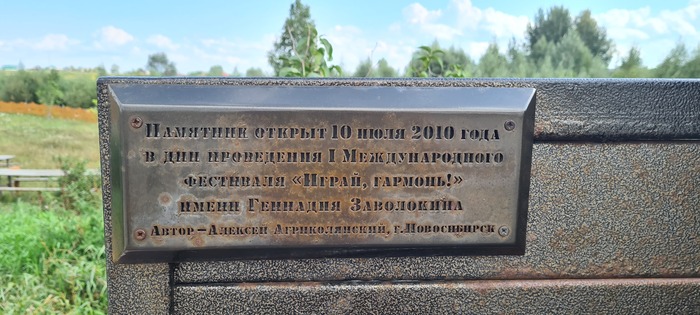 Памятник открыт 10 июля 2010 года
в дни проведения I Международного
фестиваля «Играй, гармонь!»
имени Геннадия Заволокина
Автор – Алексей Агриколянский, г. Новосибирск